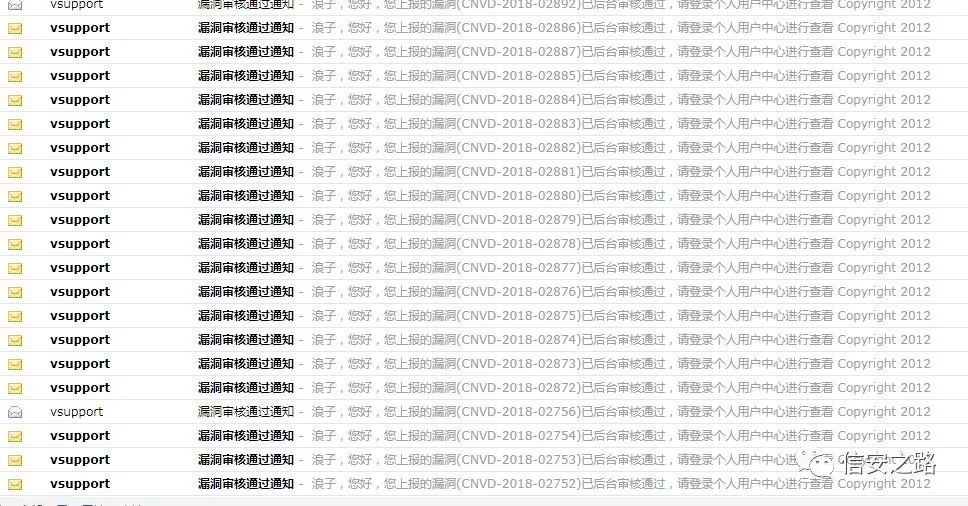 vsupport 漏洞审核通过通知 - 浪子，您好，您上报的漏洞(CNVD-2018-02892)已后台审核通过，请登录个人用户中心进行查看 Copyright 2012
vsupport 漏洞审核通过通知 - 浪子，您好，您上报的漏洞(CNVD-2018-02886)已后台审核通过，请登录个人用户中心进行查看 Copyright 2012
vsupport 漏洞审核通过通知 - 浪子，您好，您上报的漏洞(CNVD-2018-02887)已后台审核通过，请登录个人用户中心进行查看 Copyright 2012
vsupport 漏洞审核通过通知 - 浪子，您好，您上报的漏洞(CNVD-2018-02885)已后台审核通过，请登录个人用户中心进行查看 Copyright 2012
vsupport 漏洞审核通过通知 - 浪子，您好，您上报的漏洞(CNVD-2018-02884)已后台审核通过，请登录个人用户中心进行查看 Copyright 2012
vsupport 漏洞审核通过通知 - 浪子，您好，您上报的漏洞(CNVD-2018-02883)已后台审核通过，请登录个人用户中心进行查看 Copyright 2012
vsupport 漏洞审核通过通知 - 浪子，您好，您上报的漏洞(CNVD-2018-02882)已后台审核通过，请登录个人用户中心进行查看 Copyright 2012
vsupport 漏洞审核通过通知 - 浪子，您好，您上报的漏洞(CNVD-2018-02881)已后台审核通过，请登录个人用户中心进行查看 Copyright 2012
vsupport 漏洞审核通过通知 - 浪子，您好，您上报的漏洞(CNVD-2018-02880)已后台审核通过，请登录个人用户中心进行查看 Copyright 2012
vsupport 漏洞审核通过通知 - 浪子，您好，您上报的漏洞(CNVD-2018-02879)已后台审核通过，请登录个人用户中心进行查看 Copyright 2012
vsupport 漏洞审核通过通知 - 浪子，您好，您上报的漏洞(CNVD-2018-02878)已后台审核通过，请登录个人用户中心进行查看 Copyright 2012
vsupport 漏洞审核通过通知 - 浪子，您好，您上报的漏洞(CNVD-2018-02877)已后台审核通过，请登录个人用户中心进行查看 Copyright 2012
vsupport 漏洞审核通过通知 - 浪子，您好，您上报的漏洞(CNVD-2018-02876)已后台审核通过，请登录个人用户中心进行查看 Copyright 2012
vsupport 漏洞审核通过通知 - 浪子，您好，您上报的漏洞(CNVD-2018-02875)已后台审核通过，请登录个人用户中心进行查看 Copyright 2012
vsupport 漏洞审核通过通知 - 浪子，您好，您上报的漏洞(CNVD-2018-02874)已后台审核通过，请登录个人用户中心进行查看 Copyright 2012
vsupport 漏洞审核通过通知 - 浪子，您好，您上报的漏洞(CNVD-2018-02873)已后台审核通过，请登录个人用户中心进行查看 Copyright 2012
vsupport 漏洞审核通过通知 - 浪子，您好，您上报的漏洞(CNVD-2018-02872)已后台审核通过，请登录个人用户中心进行查看 Copyright 2012
vsupport 漏洞审核通过通知 - 浪子，您好，您上报的漏洞(CNVD-2018-02756)已后台审核通过，请登录个人用户中心进行查看 Copyright 2012
vsupport 漏洞审核通过通知 - 浪子，您好，您上报的漏洞(CNVD-2018-02754)已后台审核通过，请登录个人用户中心进行查看 Copyright 2012
vsupport 漏洞审核通过通知 - 浪子，您好，您上报的漏洞(CNVD-2018-02753)已后台审核通过，请登录个人用户中心进
信安之路
vsupport 漏洞审核通过通知 - 浪子，您好，您上报的漏洞(CNVD-2018-02752)已后台审核通过，请登录个人用户中心进行查看 Copyright 2012